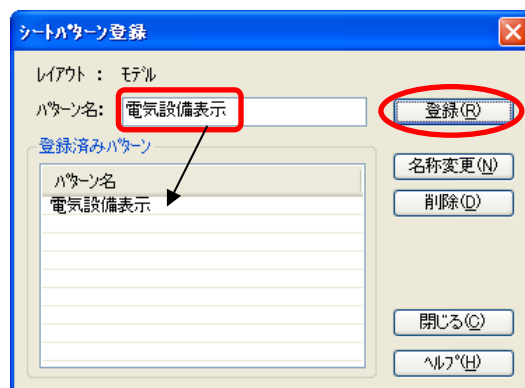 シートパターン登録
レイアウト : モデル
パターン名: 電気設備表示
登録(R)
登録済みパターン
名称変更(N)
パターン名
電気設備表示
削除(D)
閉じる(C)
ヘルプ(H)